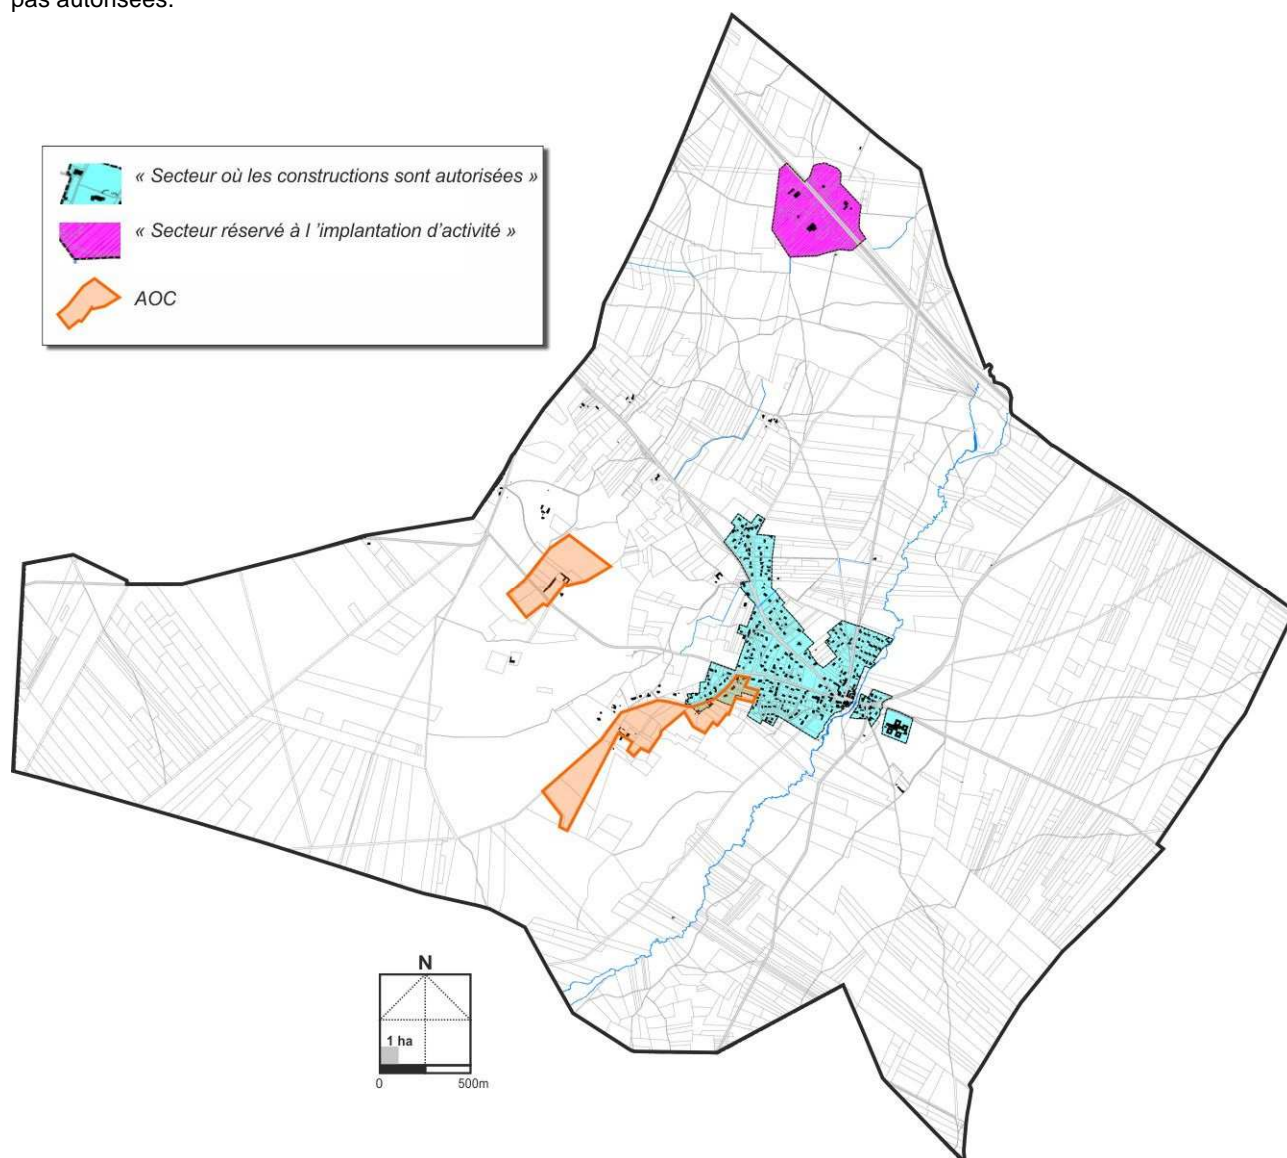 pas autorisées.
« Secteur où les constructions sont autorisées »
« Secteur réservé à l 'implantation d'activité »
AOC
N
1 ha
0 500m